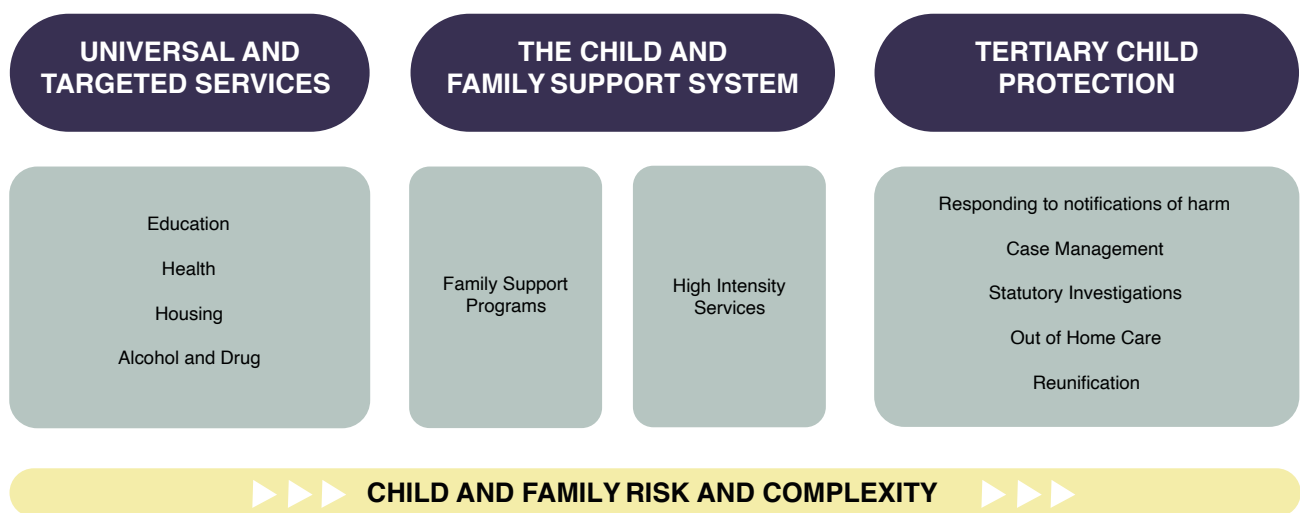 UNIVERSAL AND
TARGETED SERVICES
THE CHILD AND
FAMILY SUPPORT SYSTEM
TERTIARY CHILD
PROTECTION
Education
Health
Housing
Alcohol and Drug
Family Support
Programs
High Intensity
Services
Responding to notifications of harm
Case Management
Statutory Investigations
Out of Home Care
Reunification
CHILD AND FAMILY RISK AND COMPLEXITY